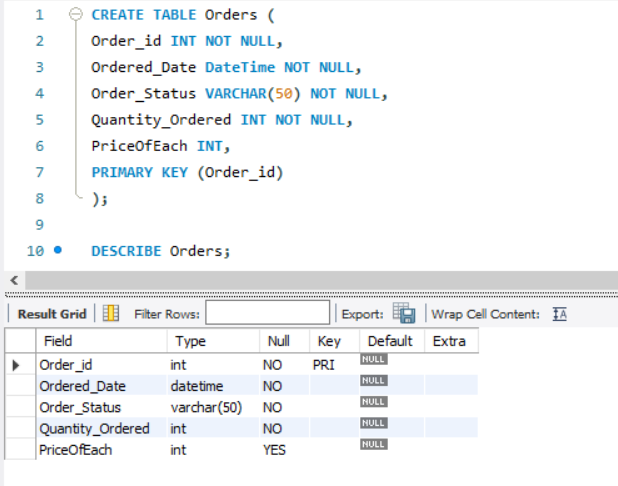 1 CREATE TABLE Orders (
2 Order_id INT NOT NULL,
3 Ordered_Date DateTime NOT NULL,
4 Order_Status VARCHAR(50) NOT NULL,
5 Quantity_Ordered INT NOT NULL,
6 PriceOfEach INT,
7 PRIMARY KEY (Order_id)
8 );
9
10 DESCRIBE Orders;
Result Grid Filter Rows: Export: Wrap Cell Content: IA
Field Type Null Key Default Extra
Order_id int NO PRI NULL
Ordered_Date datetime NO NULL
Order_Status varchar(50) NO NULL
Quantity_Ordered int NO NULL
PriceOfEach int YES NULL